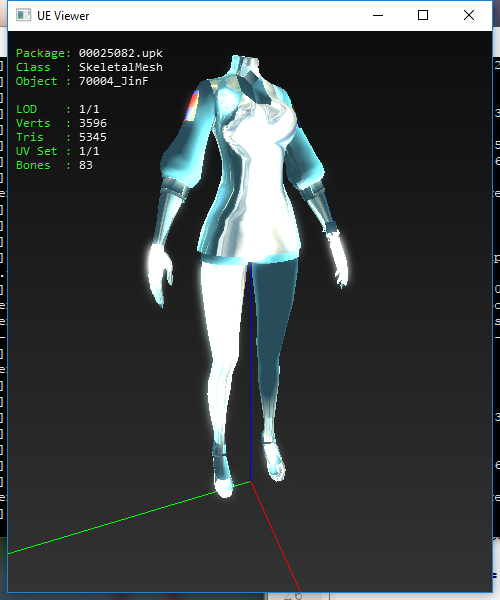 UE Viewer
Package: 00025082.upk
Class : SkeletalMesh
Object : 70004_JinF
LOD : 1/1
Verts : 3596
Tris : 5345
UV Set : 1/1
Bones : 83